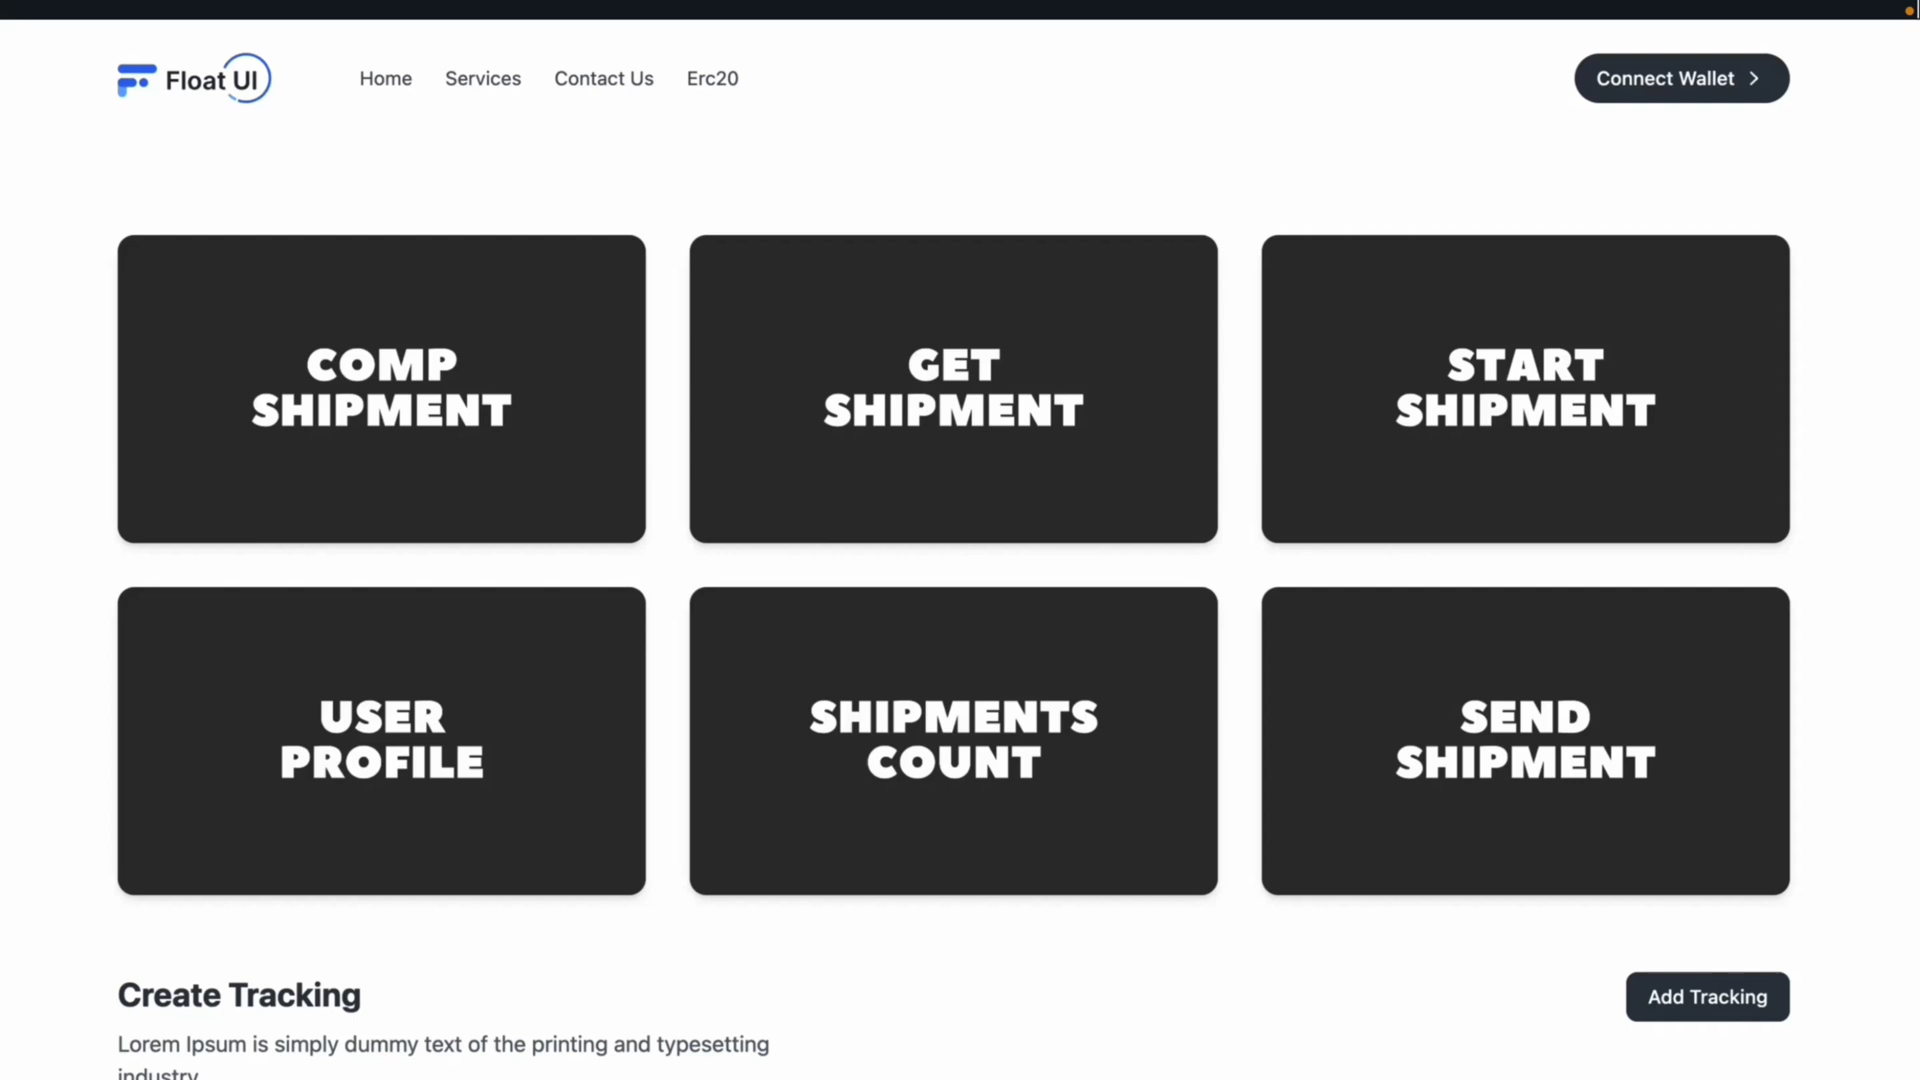 Float UI
Home
Services
Contact Us
Erc20
Connect Wallet
COMP
SHIPMENT
GET
SHIPMENT
START
SHIPMENT
USER
PROFILE
SHIPMENTS
COUNT
SEND
SHIPMENT
Create Tracking
Add Tracking
Lorem Ipsum is simply dummy text of the printing and typesetting
industry.